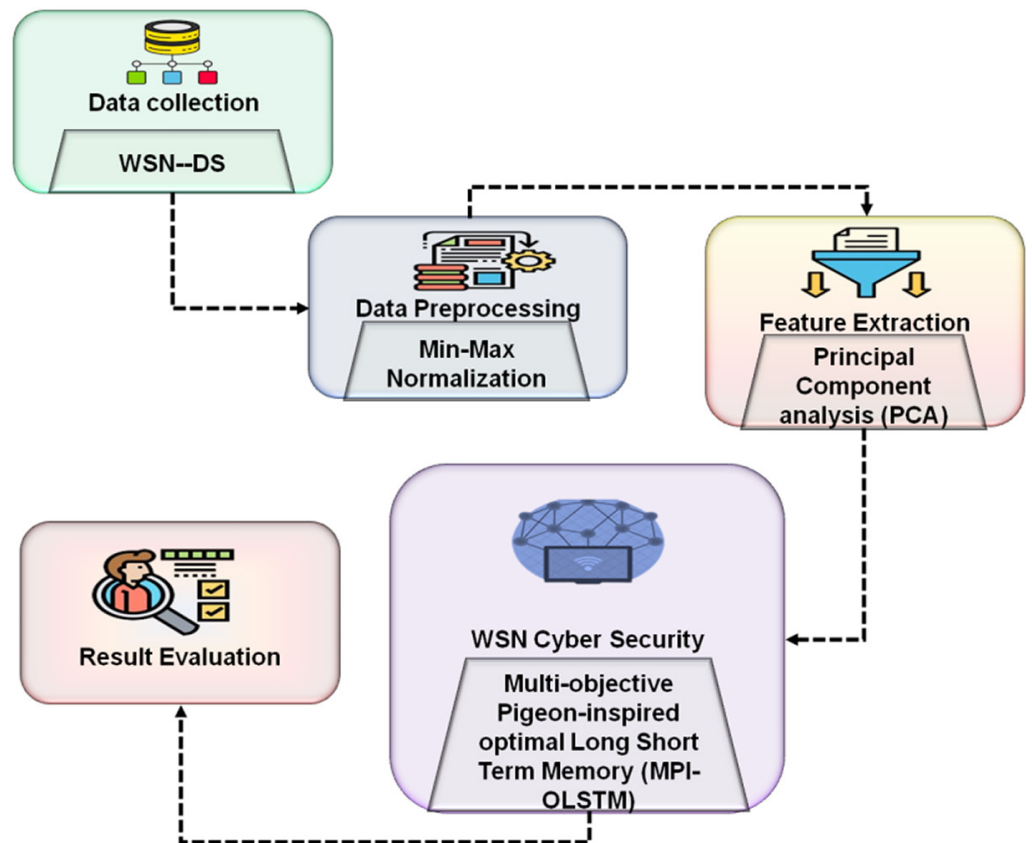 Data collection
WSN--DS
Data Preprocessing
Min-Max
Normalization
Feature Extraction
Principal
Component
analysis (PCA)
WSN Cyber Security
Multi-objective
Pigeon-inspired
optimal Long Short
Term Memory (MPI-
OLSTM)
Result Evaluation